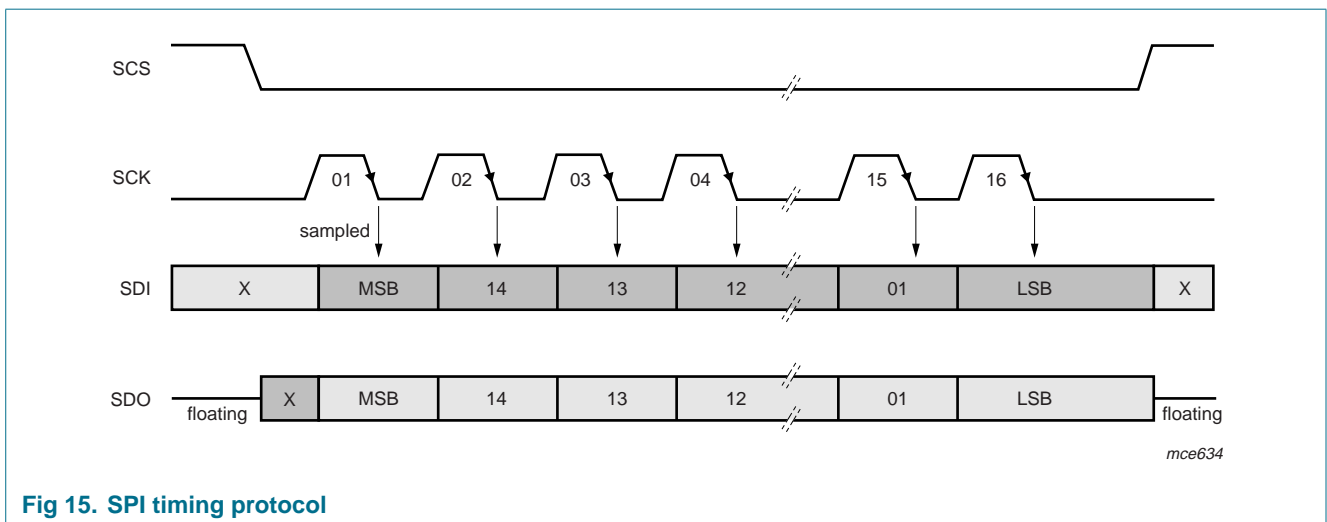 SCS
SCK
01 02 03 04 15 16
sampled
SDI
X MSB 14 13 12 01 LSB X
SDO
X MSB 14 13 12 01 LSB
floating
floating
mce634
Fig 15. SPI timing protocol